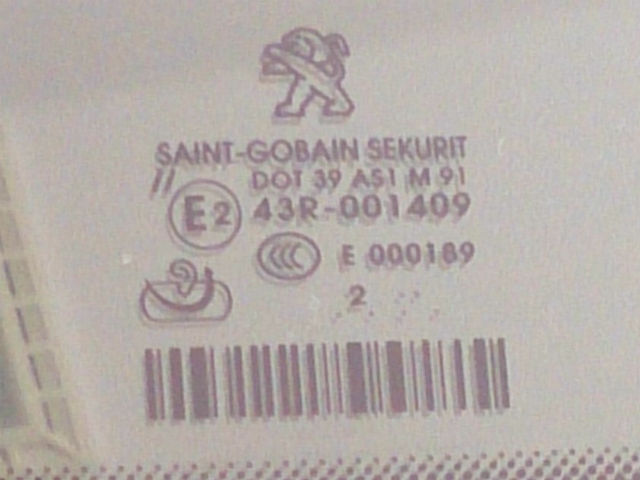 SAINT-GOBAIN SEKURIT
// DOT 39 AS1 M 91
E2 43R-001409
CCC E 000189
2